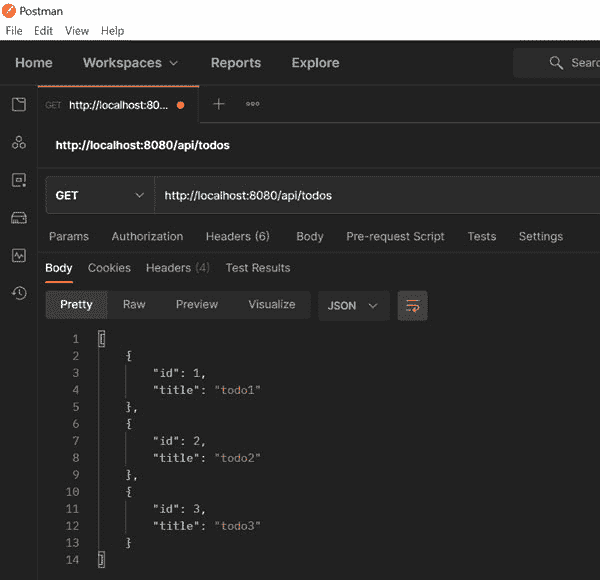 Postman
File Edit View Help
Home Workspaces Reports Explore Searc
GET http://localhost:80...
http://localhost:8080/api/todos
GET http://localhost:8080/api/todos
Params Authorization Headers (6) Body Pre-request Script Tests Settings
Body Cookies Headers (4) Test Results
Pretty Raw Preview Visualize JSON
1 [
2 {
3 "id": 1,
4 "title": "todo1"
5 },
6 {
7 "id": 2,
8 "title": "todo2"
9 },
10 {
11 "id": 3,
12 "title": "todo3"
13 }
14 ]